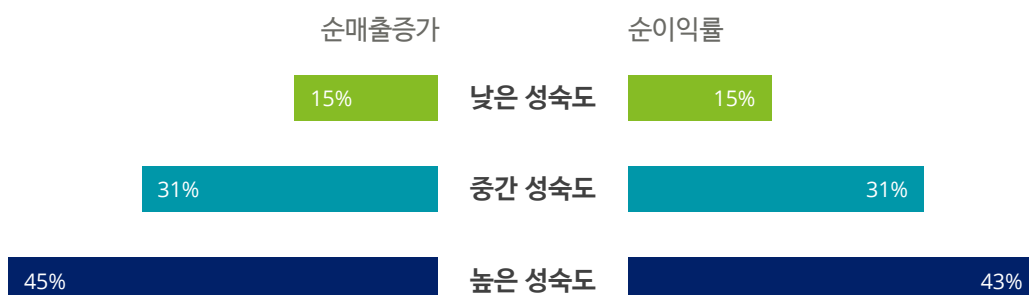 순매출증가 순이익률
15% 낮은 성숙도 15%
31% 중간 성숙도 31%
45% 높은 성숙도 43%